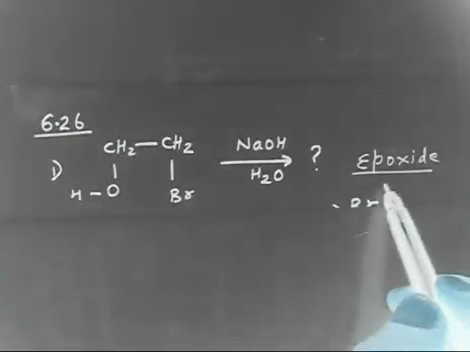 6.26
CH₂—CH₂ NaOH ? Epoxide
D H₂O
H-O Br